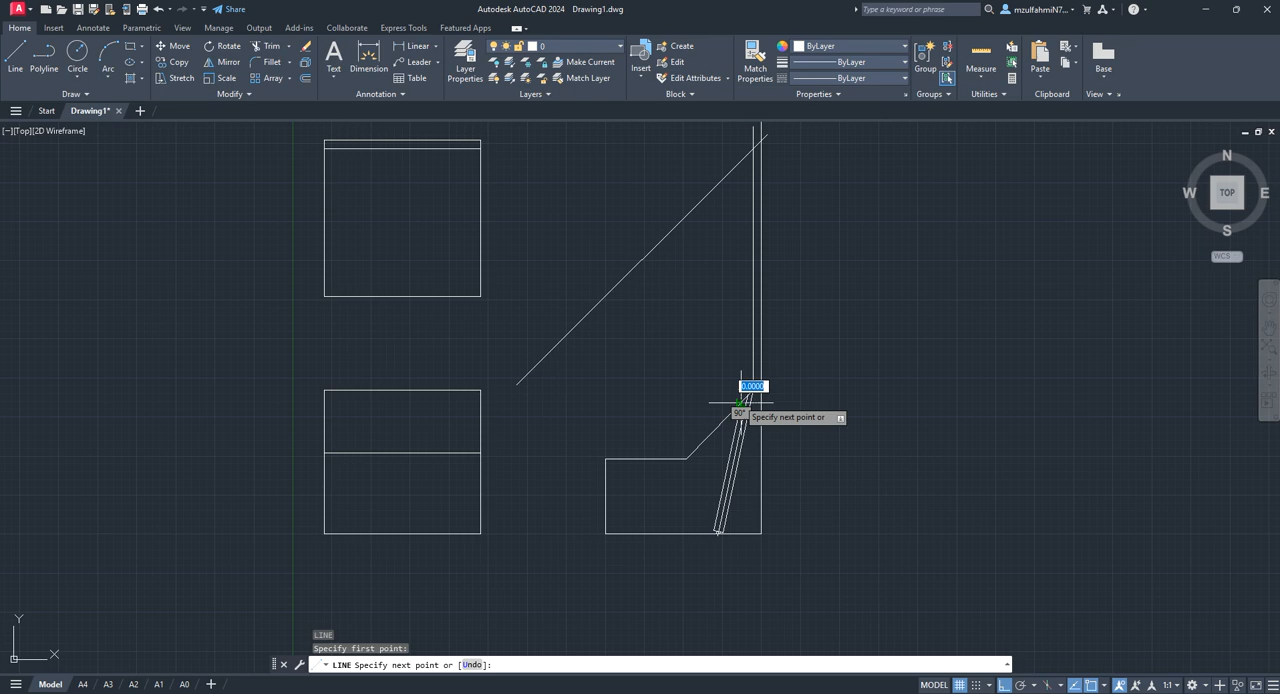 Share
Autodesk AutoCAD 2024 Drawing1.dwg
Type a keyword or phrase
mzulfahmiN7...
Home
Insert
Annotate
Parametric
View
Manage
Output
Add-ins
Collaborate
Express Tools
Featured Apps
Line
Polyline
Circle
Arc
Draw
Move
Rotate
Trim
Copy
Mirror
Fillet
Stretch
Scale
Array
Modify
Text
Dimension
Linear
Leader
Table
Annotation
Layer
Properties
0
Make Current
Match Layer
Layers
Insert
Create
Edit
Edit Attributes
Block
Match
Properties
ByLayer
ByLayer
ByLayer
Properties
Group
Groups
Measure
Utilities
Paste
Clipboard
Base
View
Start
Drawing1*
[−][Top][2D Wireframe]
N
W
TOP
E
S
WCS
0.0000
90°
Specify next point or
Y
X
LINE
Specify first point:
LINE Specify next point or [Undo]:
Model
A4
A3
A2
A1
A0
MODEL
1:1